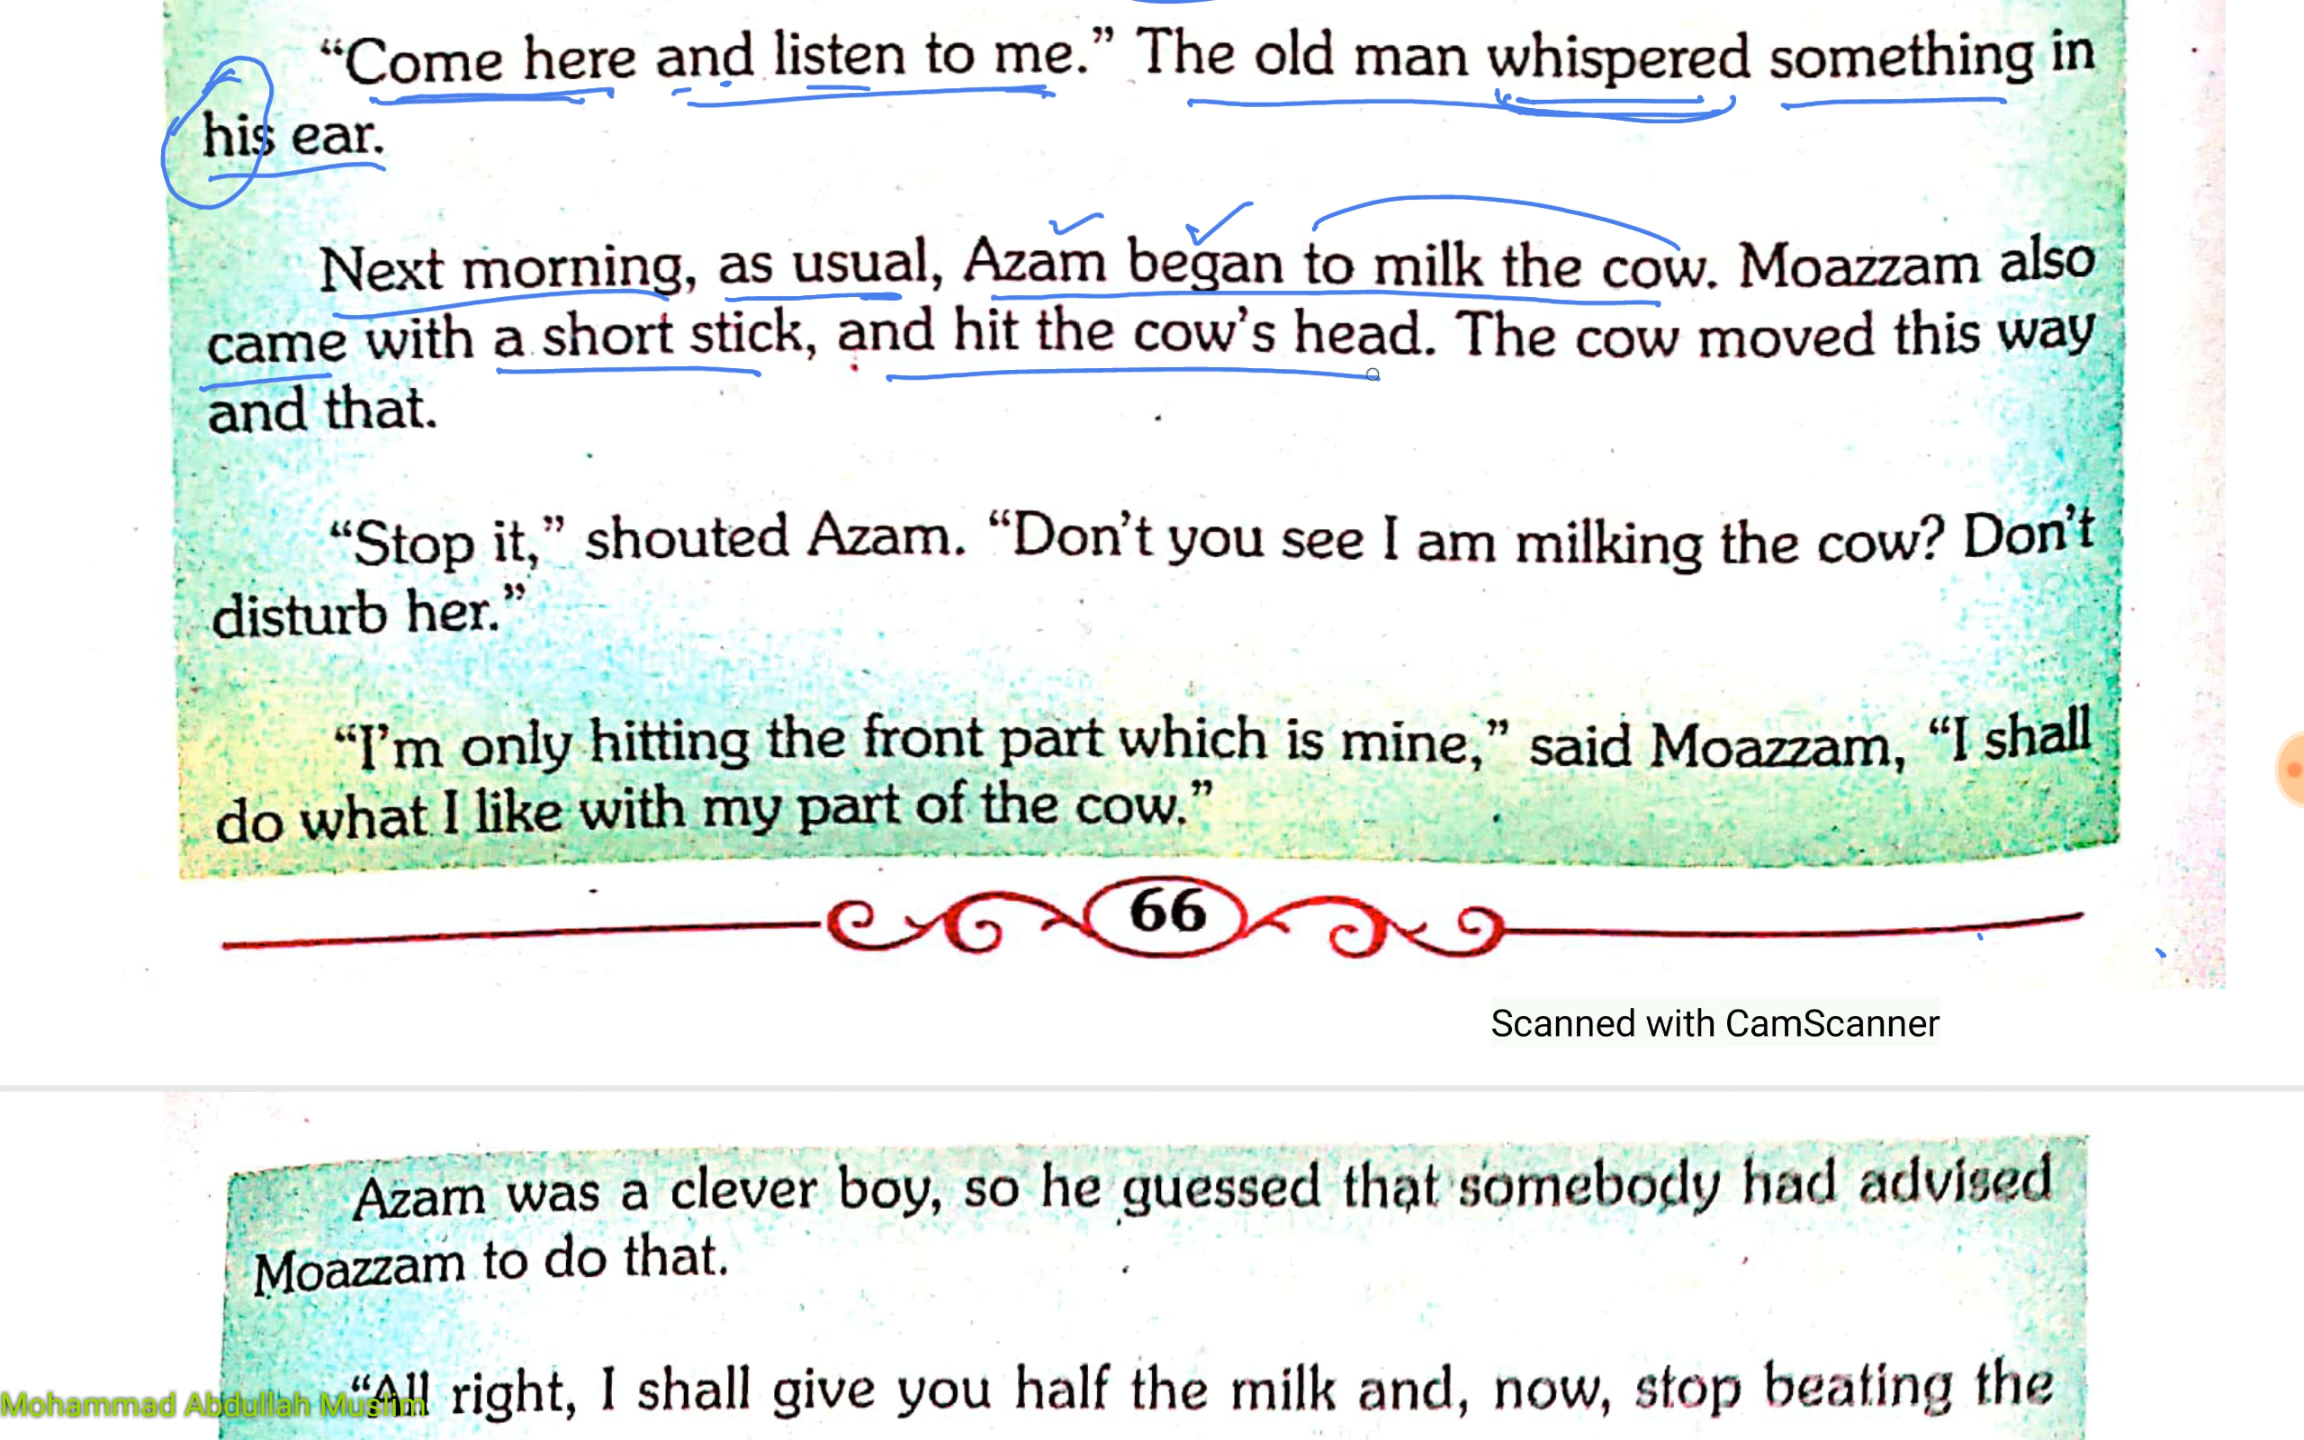 “Come here and listen to me.” The old man whispered something in
his ear.
Next morning, as usual, Azam began to milk the cow. Moazzam also
came with a short stick, and hit the cow’s head. The cow moved this way
and that.
“Stop it,” shouted Azam. “Don’t you see I am milking the cow? Don’t
disturb her.”
“I’m only hitting the front part which is mine,” said Moazzam, “I shall
do what I like with my part of the cow.”
66
Scanned with CamScanner
Azam was a clever boy, so he guessed that somebody had advised
Moazzam to do that.
“All right, I shall give you half the milk and, now, stop beating the
Mohammad Abdullah Muslim